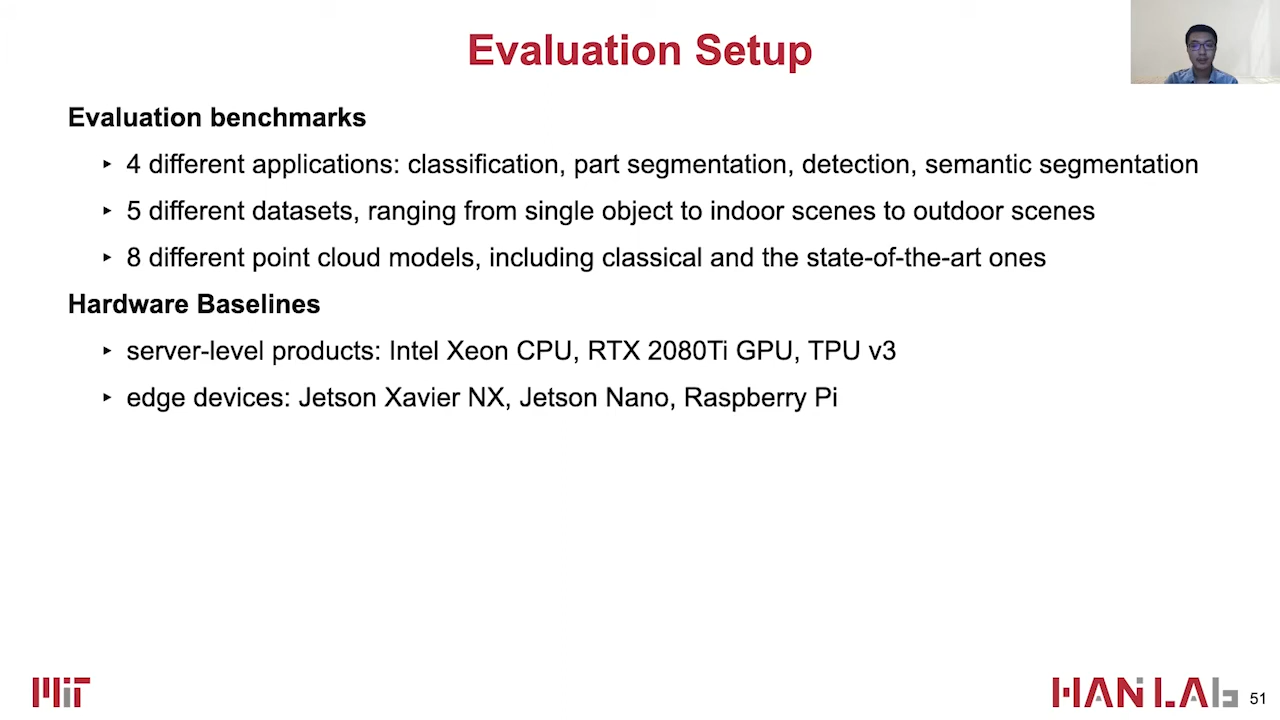 Evaluation Setup
Evaluation benchmarks
‣ 4 different applications: classification, part segmentation, detection, semantic segmentation
‣ 5 different datasets, ranging from single object to indoor scenes to outdoor scenes
‣ 8 different point cloud models, including classical and the state-of-the-art ones
Hardware Baselines
‣ server-level products: Intel Xeon CPU, RTX 2080Ti GPU, TPU v3
‣ edge devices: Jetson Xavier NX, Jetson Nano, Raspberry Pi
MIT
HAN LAB
51